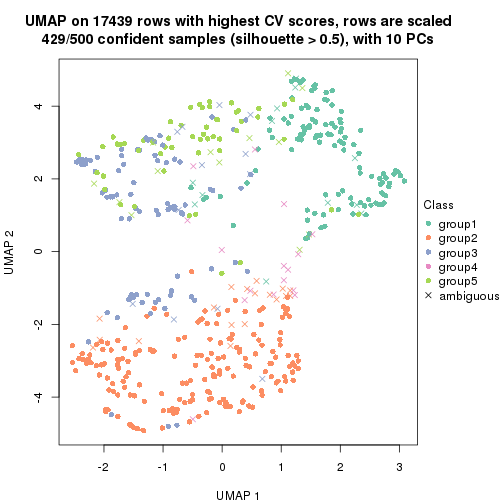 UMAP on 17439 rows with highest CV scores, rows are scaled
429/500 confident samples (silhouette > 0.5), with 10 PCs
4
2
0
-2
-4
UMAP 2
-2
-1
0
1
2
3
UMAP 1
Class
group1
group2
group3
group4
group5
ambiguous